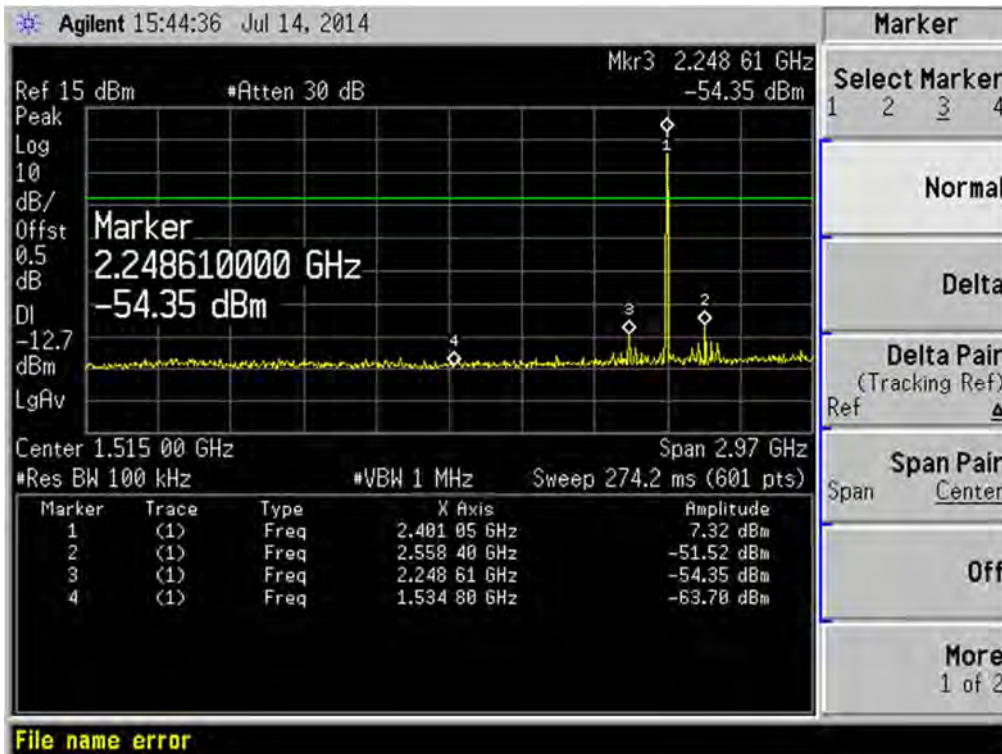 Agilent 15:44:36 Jul 14, 2014
Mkr3 2.248 61 GHz
Ref 15 dBm #Atten 30 dB -54.35 dBm
Peak
Log
10
dB/
Offst
0.5
dB
DI
-12.7
dBm
LgAv
Marker
2.248610000 GHz
-54.35 dBm
1
2
3
4
Center 1.515 00 GHz Span 2.97 GHz
#Res BW 100 kHz #VBW 1 MHz Sweep 274.2 ms (601 pts)
Marker Trace Type X Axis Amplitude
1 (1) Freq 2.401 05 GHz 7.32 dBm
2 (1) Freq 2.558 40 GHz -51.52 dBm
3 (1) Freq 2.248 61 GHz -54.35 dBm
4 (1) Freq 1.534 80 GHz -63.70 dBm
File name error
Marker
Select Marker
1 2 3 4
Normal
Delta
Delta Pair
(Tracking Ref)
Ref Δ
Span Pair
Span Center
Off
More
1 of 2